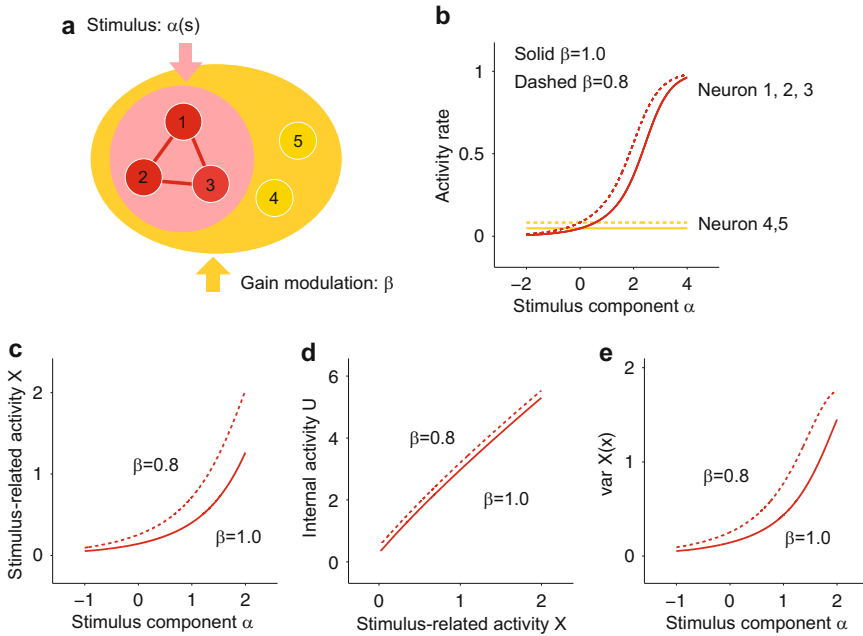 a
Stimulus: α(s)
1
2
3
4
5
Gain modulation: β
b
Solid β=1.0
Dashed β=0.8
Activity rate
1
0.5
0
Neuron 1, 2, 3
Neuron 4,5
−2
0
2
4
Stimulus component α
c
Stimulus-related activity X
2
1
0
β=0.8
β=1.0
−1
0
1
2
Stimulus component α
d
Internal activity U
6
4
2
0
β=0.8
β=1.0
0
1
2
Stimulus-related activity X
e
var X(x)
2
1
0
β=0.8
β=1.0
−1
0
1
2
Stimulus component α